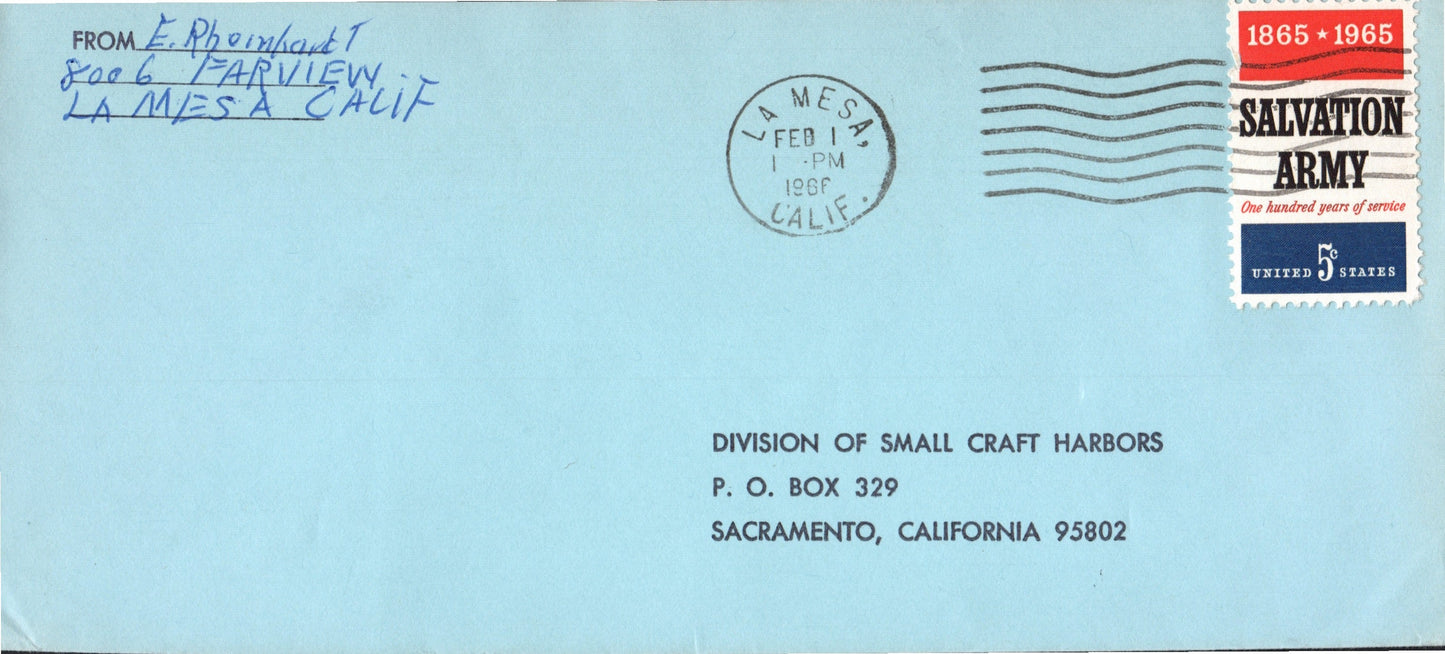 FROM E. Rheinhart
8006 FARVIEW
LA MESA CALIF
LA MESA,
FEB 1
1 -PM
1966
CALIF.
1865 ★ 1965
SALVATION
ARMY
One hundred years of service
UNITED 5c STATES
DIVISION OF SMALL CRAFT HARBORS
P. O. BOX 329
SACRAMENTO, CALIFORNIA 95802